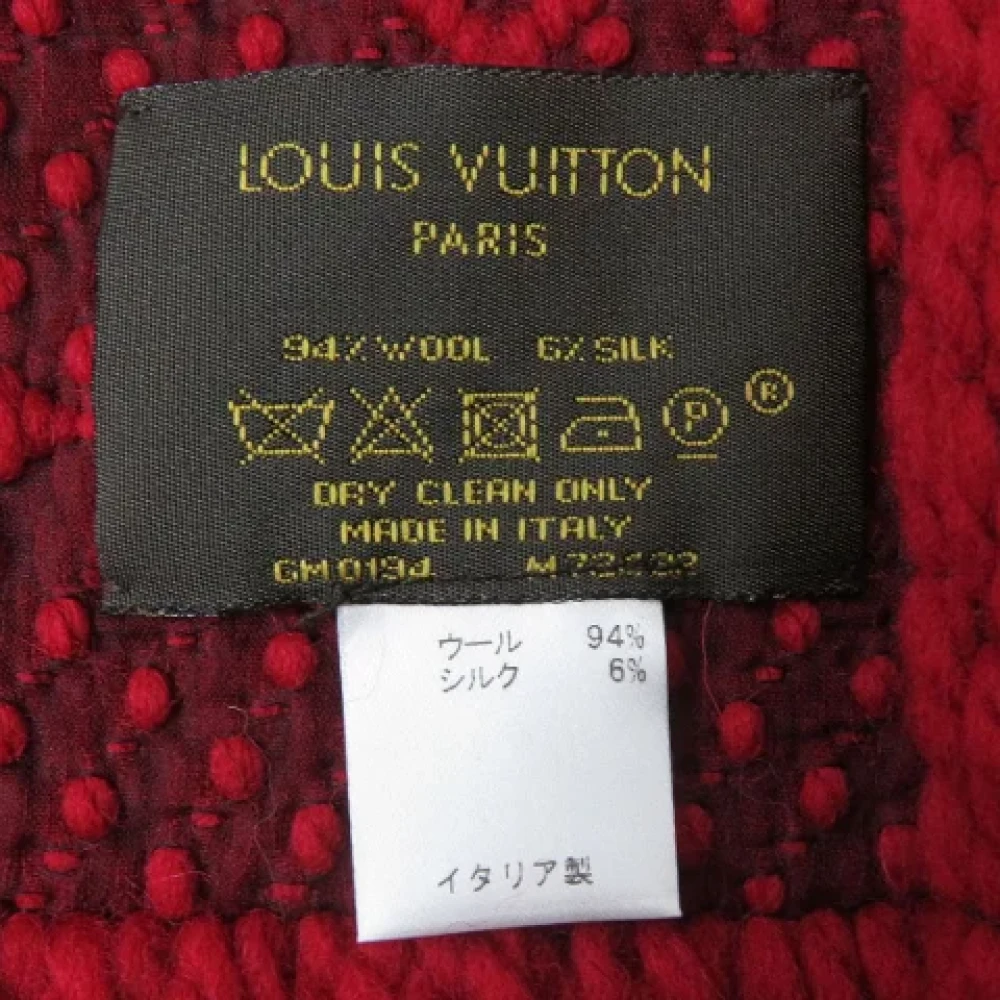 LOUIS VUITTON
PARIS
94% WOOL 6% SILK
P ®
DRY CLEAN ONLY
MADE IN ITALY
GM0194
ウール 94%
シルク 6%
イタリア製